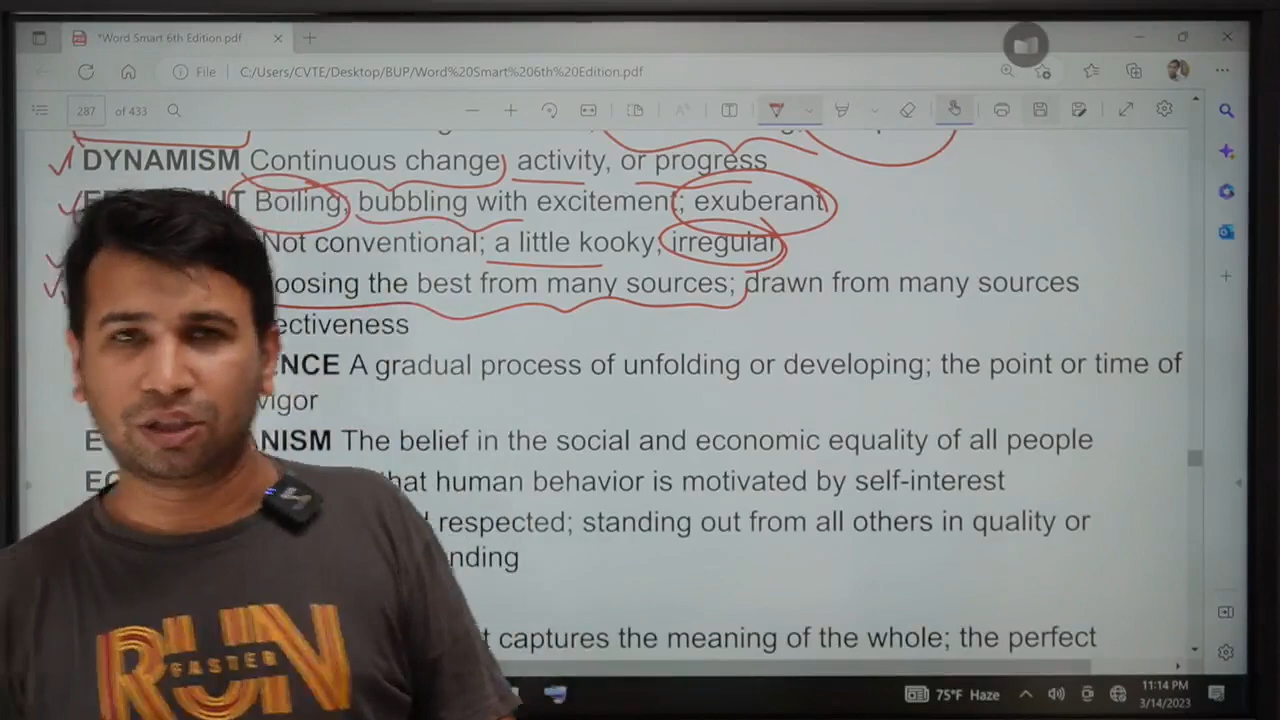 *Word Smart 6th Edition.pdf
File C:/Users/CVTE/Desktop/BUP/Word%20Smart%206th%20Edition.pdf
287 of 433
DYNAMISM Continuous change, activity, or progress
Boiling, bubbling with excitement; exuberant
Not conventional; a little kooky; irregular
oosing the best from many sources; drawn from many sources
ectiveness
NCE A gradual process of unfolding or developing; the point or time of
vigor
NISM The belief in the social and economic equality of all people
that human behavior is motivated by self-interest
respected; standing out from all others in quality or
nding
captures the meaning of the whole; the perfect
RUN
FASTER
75°F Haze
11:14 PM
3/14/2023